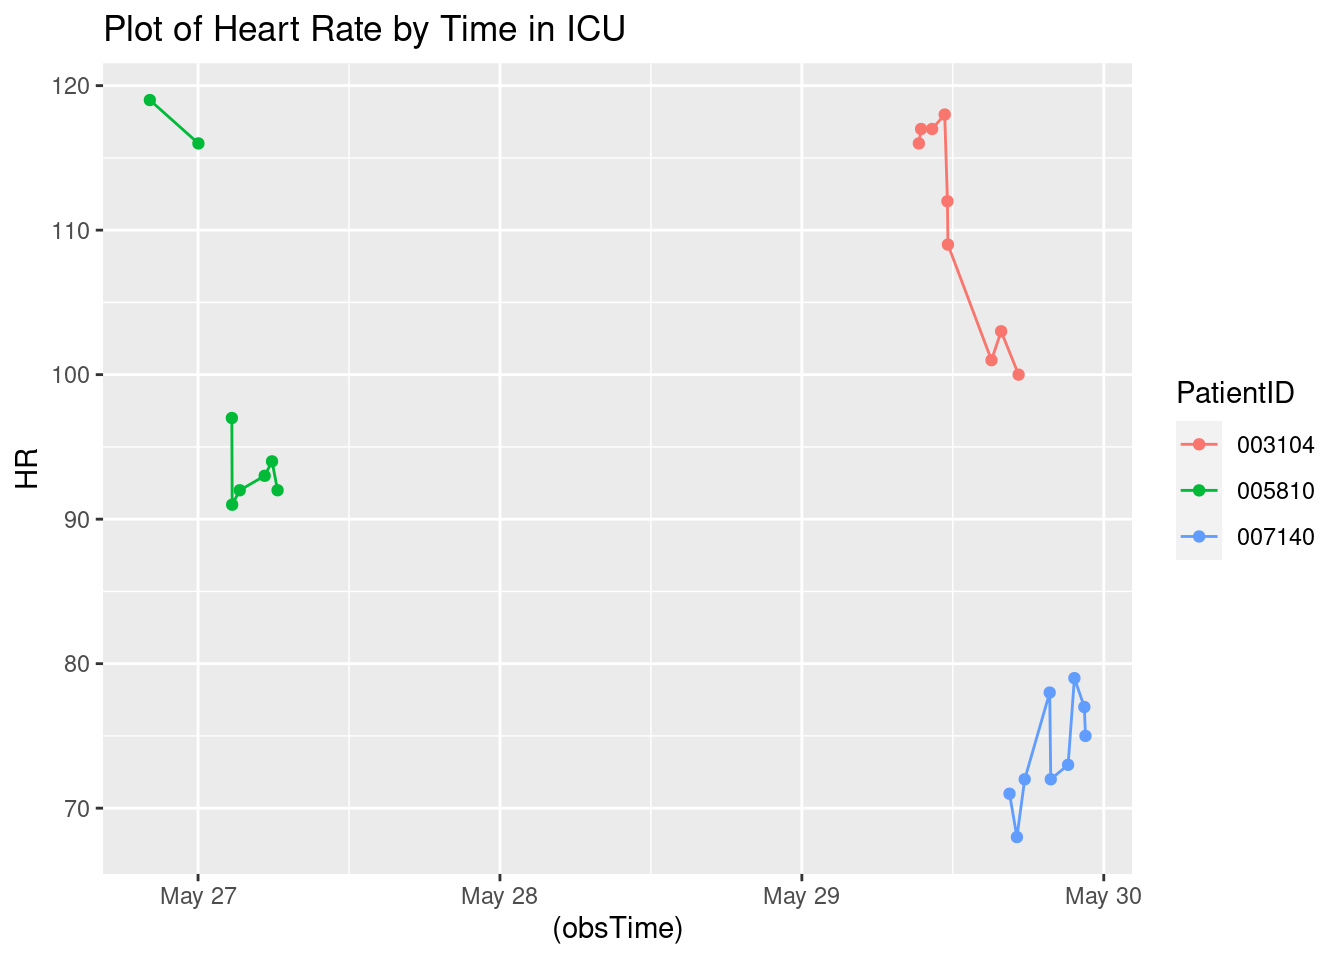 Plot of Heart Rate by Time in ICU
120
110
100
90
80
70
HR
May 27
May 28
May 29
May 30
(obsTime)
PatientID
003104
005810
007140